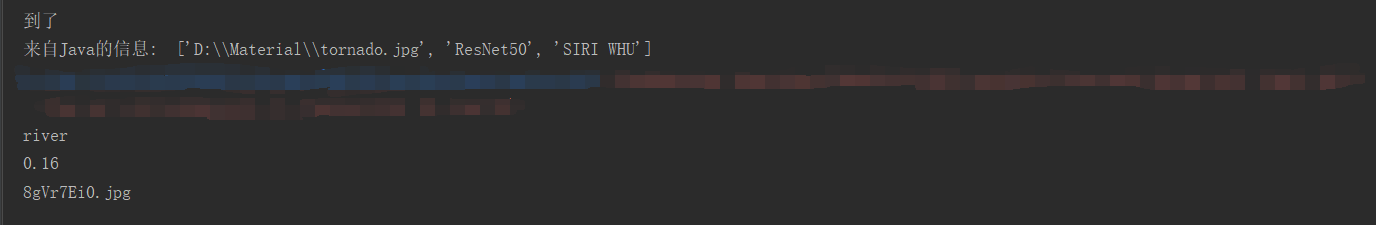 到了
来自Java的信息: ['D:\\Material\\tornado.jpg', 'ResNet50', 'SIRI WHU']
river
0.16
8gVr7Ei0.jpg